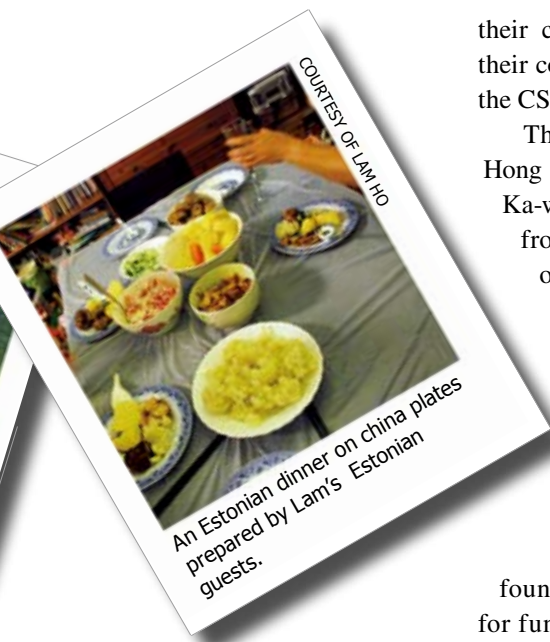 COURTESY OF LAM HO
An Estonian dinner on china plates
prepared by Lam's Estonian
guests.
their c
their co
the CS
Th
Hong
Ka-w
fro
o
foun
for fur